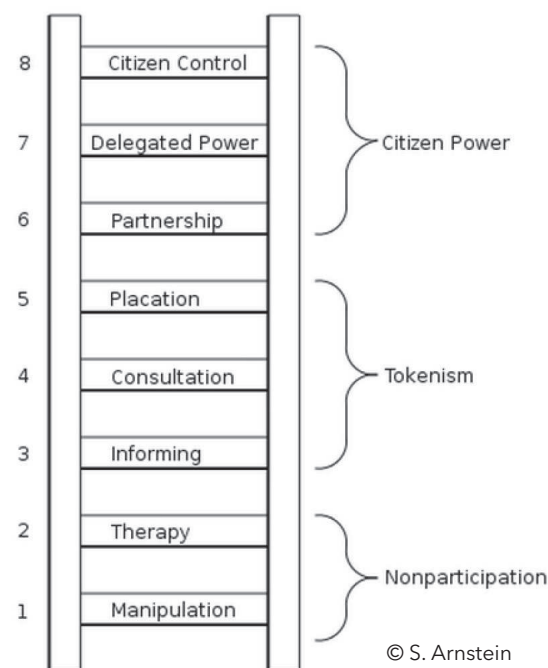 8 Citizen Control
7 Delegated Power
Citizen Power
6 Partnership
5 Placation
4 Consultation
Tokenism
3 Informing
2 Therapy
Nonparticipation
1 Manipulation
© S. Arnstein